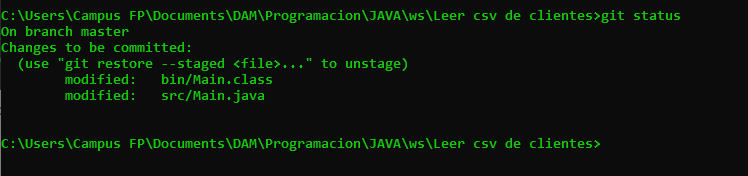 C:\Users\Campus FP\Documents\DAM\Programacion\JAVA\ws\Leer csv de clientes>git status
On branch master
Changes to be committed:
  (use "git restore --staged <file>..." to unstage)
        modified:   bin/Main.class
        modified:   src/Main.java
C:\Users\Campus FP\Documents\DAM\Programacion\JAVA\ws\Leer csv de clientes>